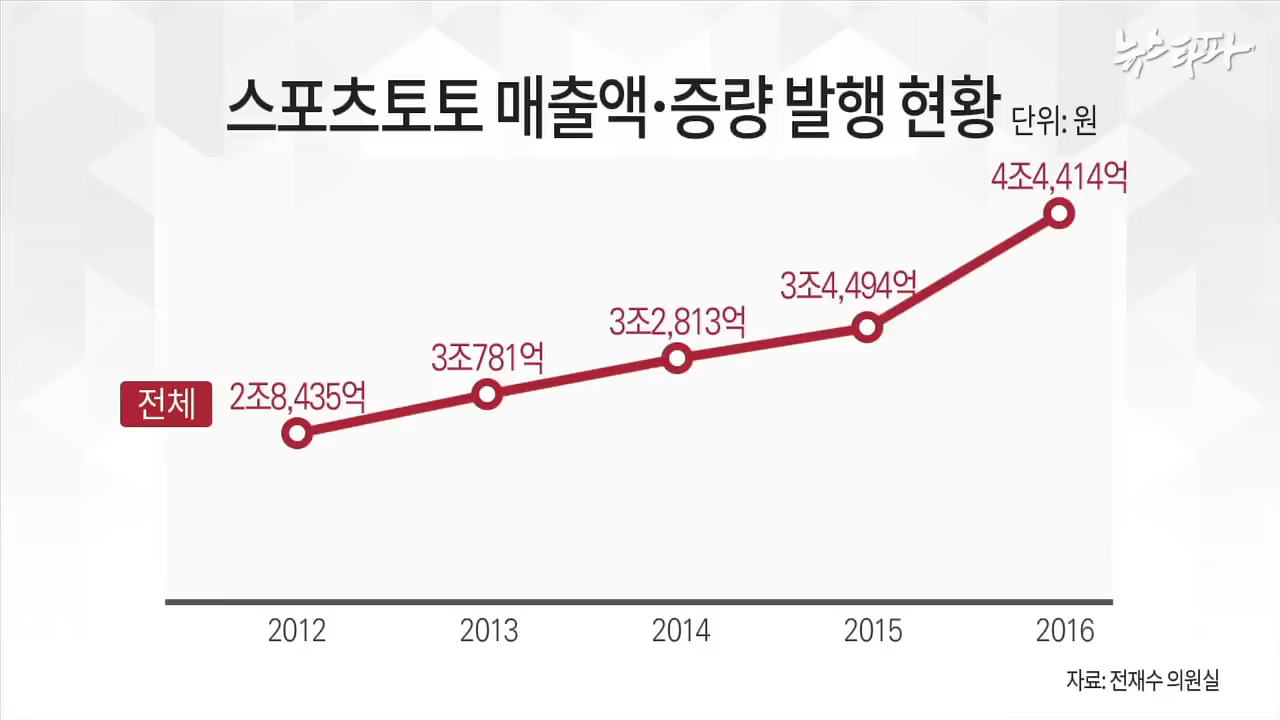 뉴스타파
스포츠토토 매출액·증량 발행 현황 단위: 원
4조4,414억
3조4,494억
3조2,813억
3조781억
전체 2조8,435억
2012 2013 2014 2015 2016
자료: 전재수 의원실